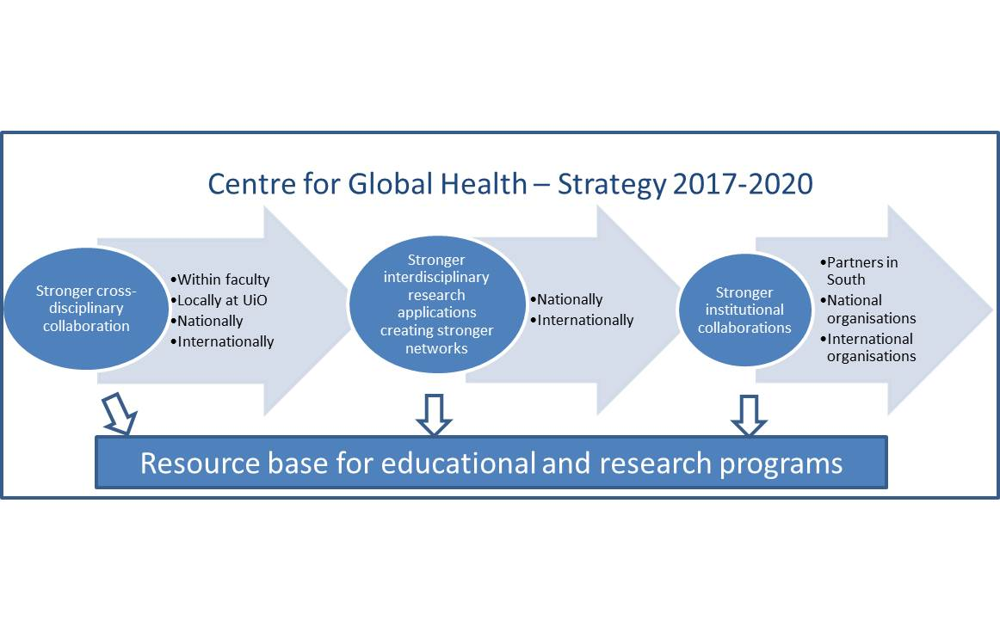 Centre for Global Health – Strategy 2017-2020
Stronger cross-
disciplinary
collaboration
•Within faculty
•Locally at UiO
•Nationally
•Internationally
Stronger
interdisciplinary
research
applications
creating stronger
networks
•Nationally
•Internationally
Stronger
institutional
collaborations
•Partners in
South
•National
organisations
•International
organisations
Resource base for educational and research programs